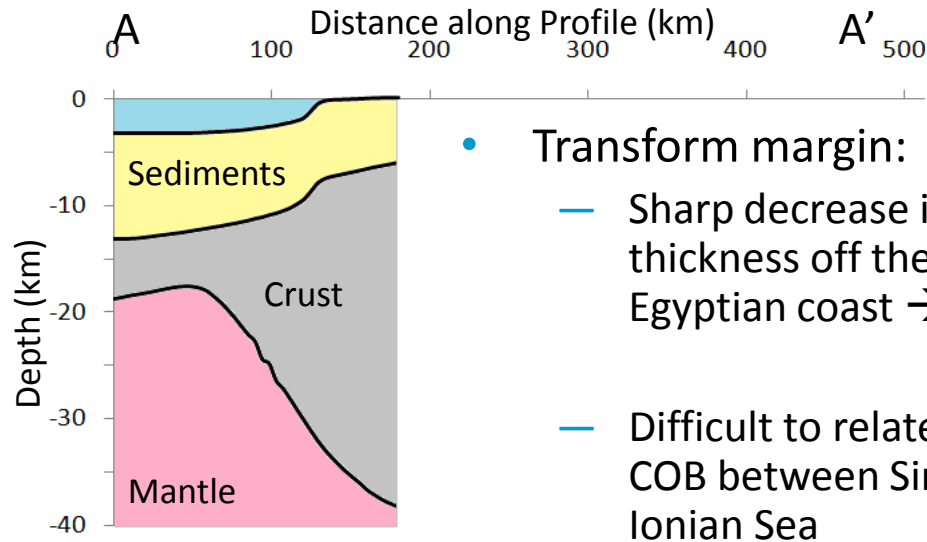 A Distance along Profile (km) A′
0 100 200 300 400 500
0
-10
-20
-30
-40
Depth (km)
Sediments
Crust
Mantle
• Transform margin:
— Sharp decrease i
thickness off the
Egyptian coast →
— Difficult to relate
COB between Sir
Ionian Sea